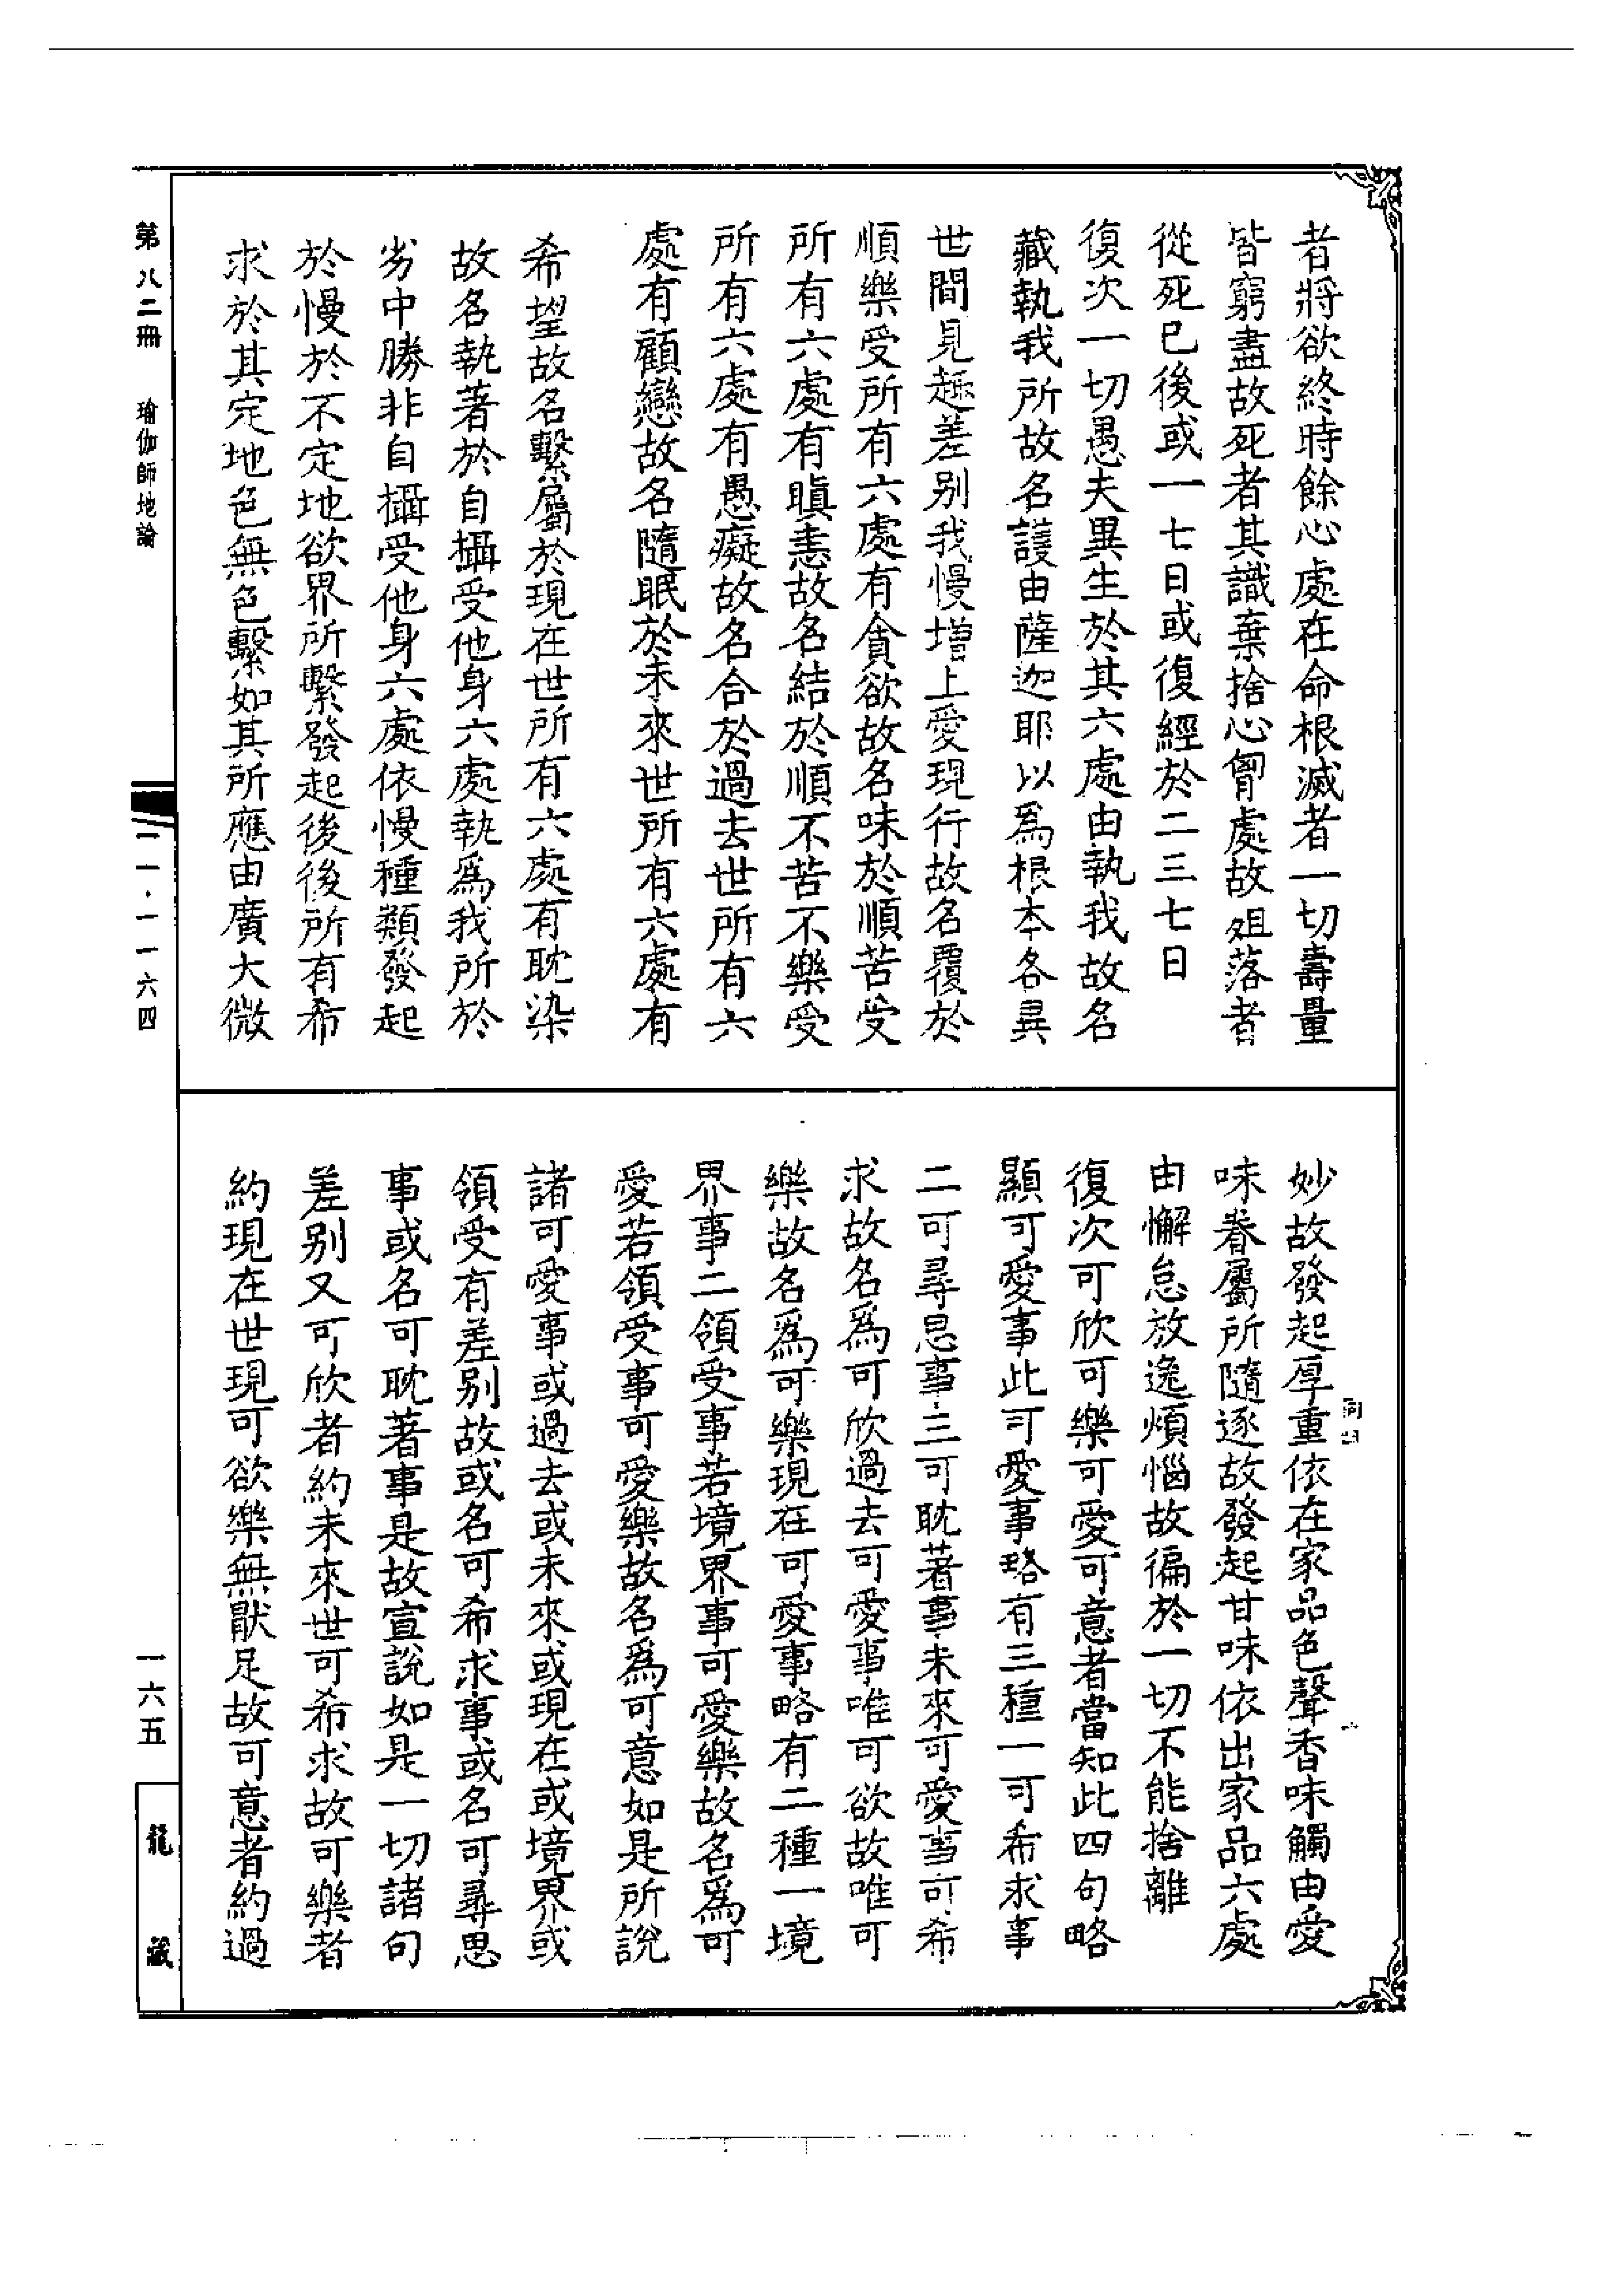 者將欲終時餘心處在命根滅者一切壽量
皆窮盡故死者其識棄捨心胷處故殂落者
從死已後或一七日或復經於二三七日
復次一切愚夫異生於其六處由執我故名
藏執我所故名護由薩迦耶以爲根本各異
世間見趣差別我慢增上愛現行故名覆於
順樂受所有六處有貪欲故名味於順苦受
所有六處有瞋恚故名結於順不苦不樂受
所有六處有愚癡故名合於過去世所有六
處有顧戀故名隨眠於未來世所有六處有
希望故名繫屬於現在世所有六處有耽染
故名執著於自攝受他身六處執爲我所於
劣中勝非自攝受他身六處依慢種類發起
於慢於不定地欲界所繫發起後後所有希
求於其定地色無色繫如其所應由廣大微
妙故發起厚重依在家品色聲香味觸由愛
味眷屬所隨逐故發起甘味依出家品六處
由懈怠放逸煩惱故徧於一切不能捨離
復次可欣可樂可愛可意者當知此四句略
顯可愛事此可愛事略有三種一可希求事
二可尋思事三可耽著事未來可愛事可希
求故名爲可欣過去可愛事唯可欲故唯可
樂故名爲可樂現在可愛事略有二種一境
界事二領受事若境界事可愛樂故名爲可
愛若領受事可愛樂故名爲可意如是所說
諸可愛事或過去或未來或現在或境界或
領受有差別故或名可希求事或名可尋思
事或名可耽著事是故宣說如是一切諸句
差別又可欣者約未來世可希求故可樂者
約現在世現可欲樂無厭足故可意者約過
第八二冊 瑜伽師地論
二一·一一六四
一六五
龍藏